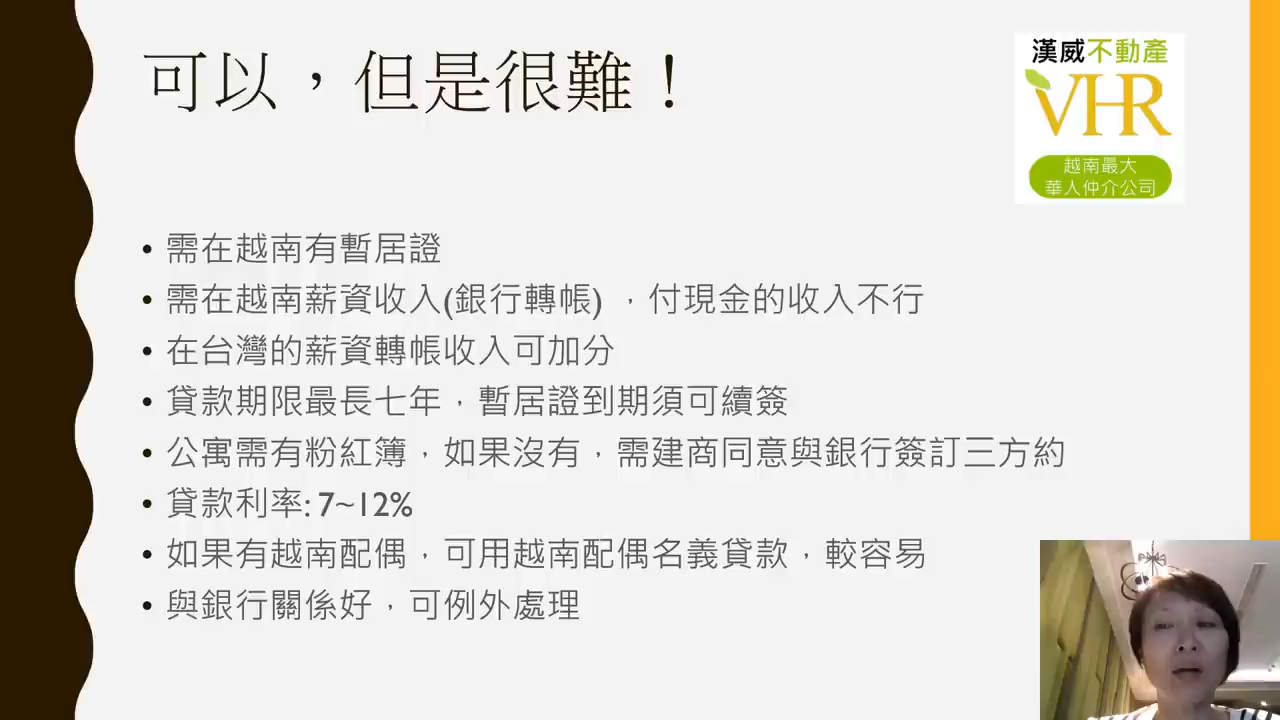 可以，但是很難！
漢威不動產
VHR
越南最大
華人仲介公司
• 需在越南有暫居證
• 需在越南薪資收入(銀行轉帳) ，付現金的收入不行
• 在台灣的薪資轉帳收入可加分
• 貸款期限最長七年，暫居證到期須可續簽
• 公寓需有粉紅簿，如果沒有，需建商同意與銀行簽訂三方約
• 貸款利率: 7~12%
• 如果有越南配偶，可用越南配偶名義貸款，較容易
• 與銀行關係好，可例外處理